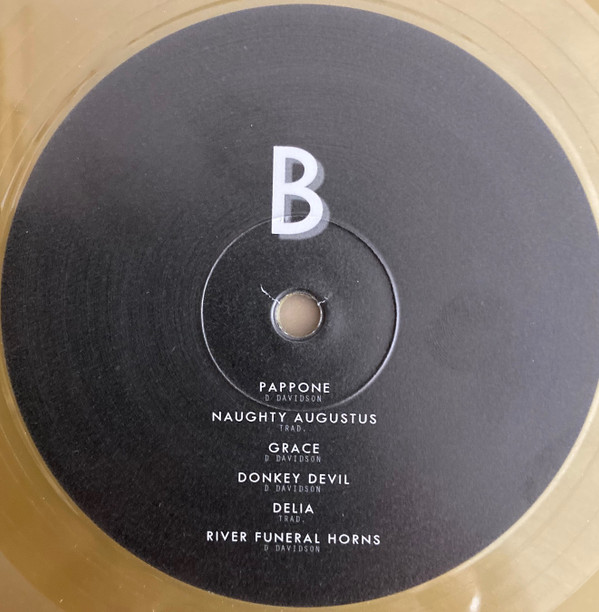 B
PAPPONE
D DAVIDSON
NAUGHTY AUGUSTUS
TRAD.
GRACE
D DAVIDSON
DONKEY DEVIL
D DAVIDSON
DELIA
TRAD.
RIVER FUNERAL HORNS
D DAVIDSON